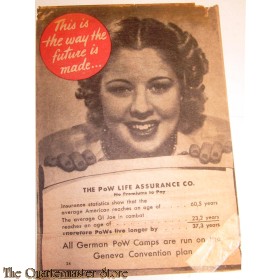 This is
the way the
future is
made...
THE PoW LIFE ASSURANCE CO.
No Premiums to Pay
Insurance statistics show that the
average American reaches an age of 60,5 years
The average GI Joe in combat
reaches an age of 23,2 years
therefore PoWs live longer by 37,3 years
All German PoW Camps are run on the
Geneva Convention plan
The Quartermaster Store